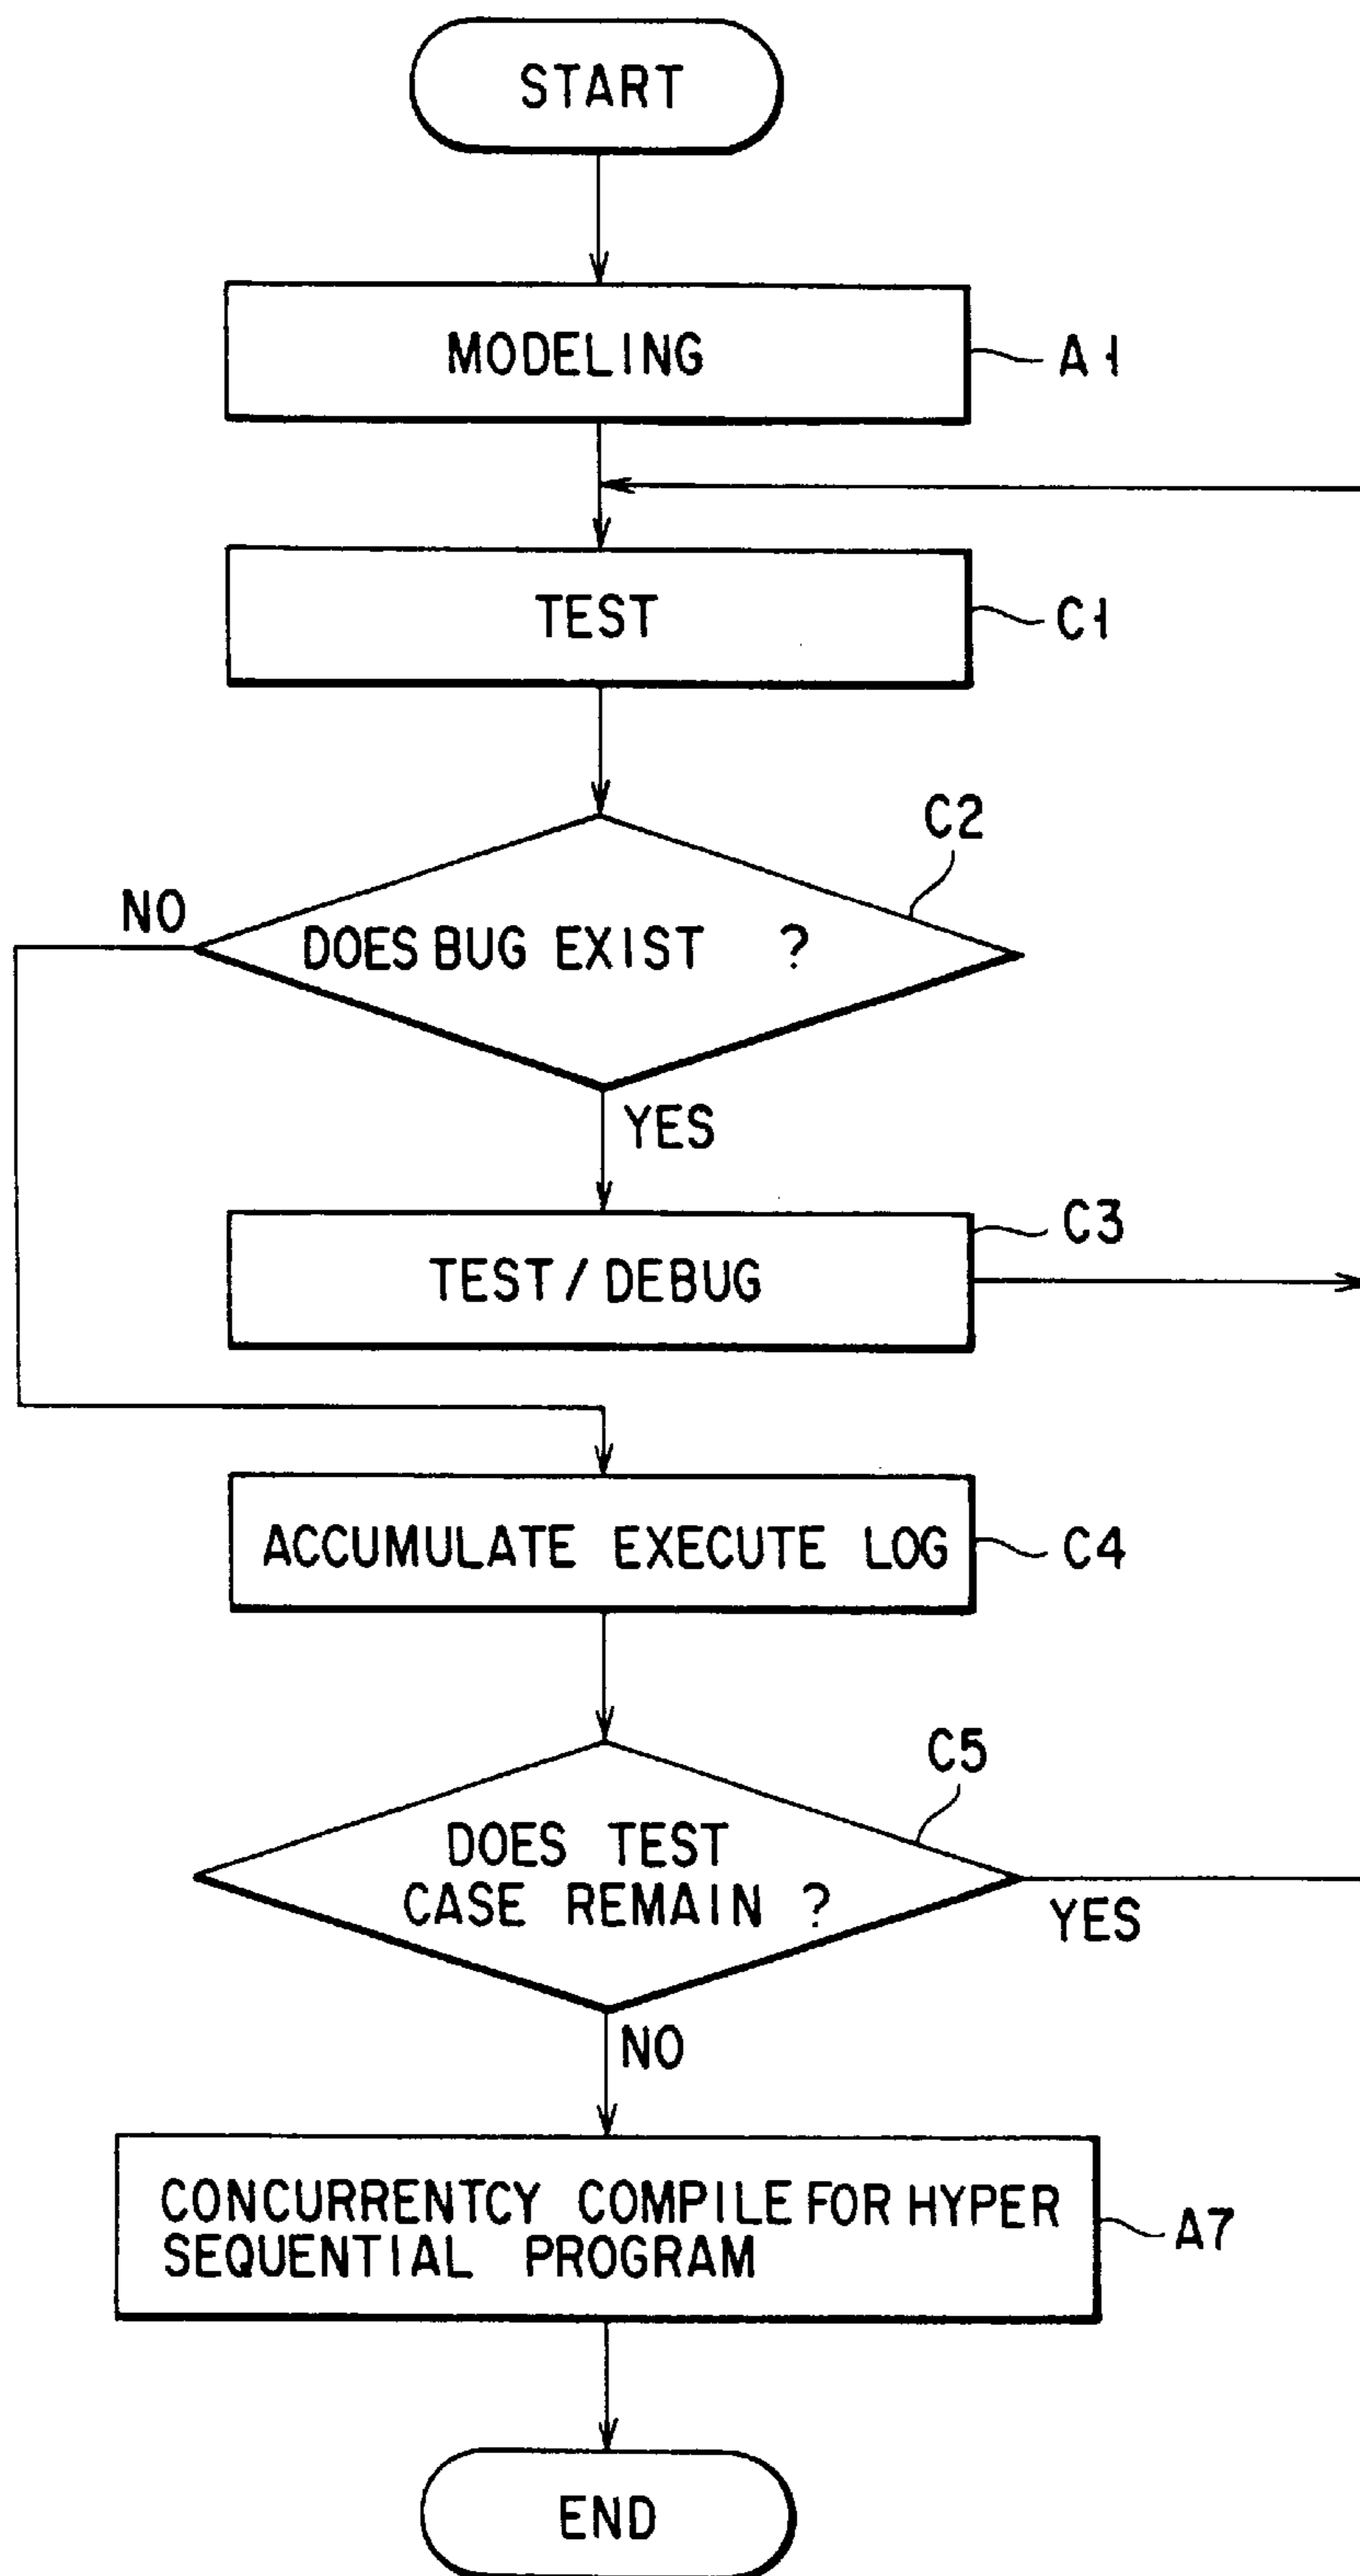 START
MODELING
A1
TEST
C1
C2
NO
DOES BUG EXIST ?
YES
C3
TEST / DEBUG
ACCUMULATE EXECUTE LOG
C4
C5
DOES TEST
CASE REMAIN ?
YES
NO
CONCURRENTCY COMPILE FOR HYPER
SEQUENTIAL PROGRAM
A7
END